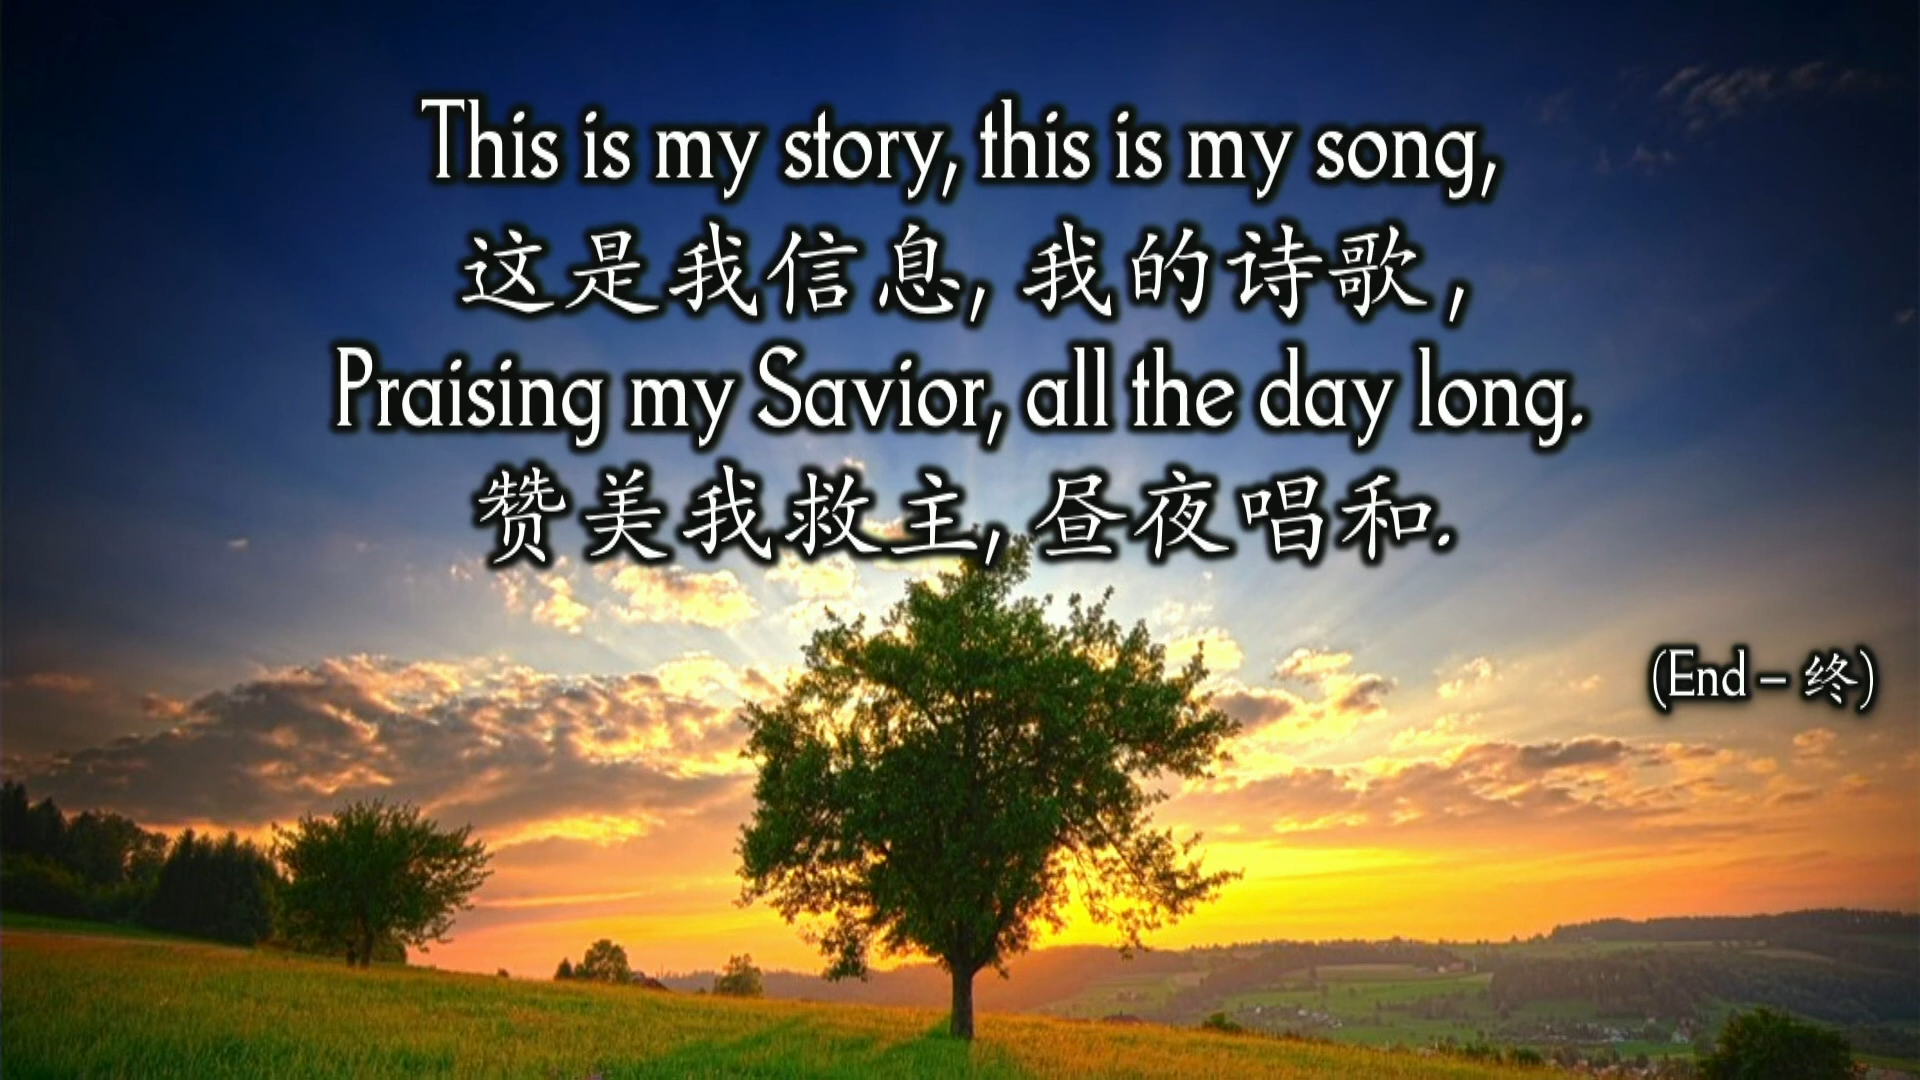 This is my story, this is my song,
这是我信息, 我的诗歌,
Praising my Savior, all the day long.
赞美我救主, 昼夜唱和.
(End – 终)